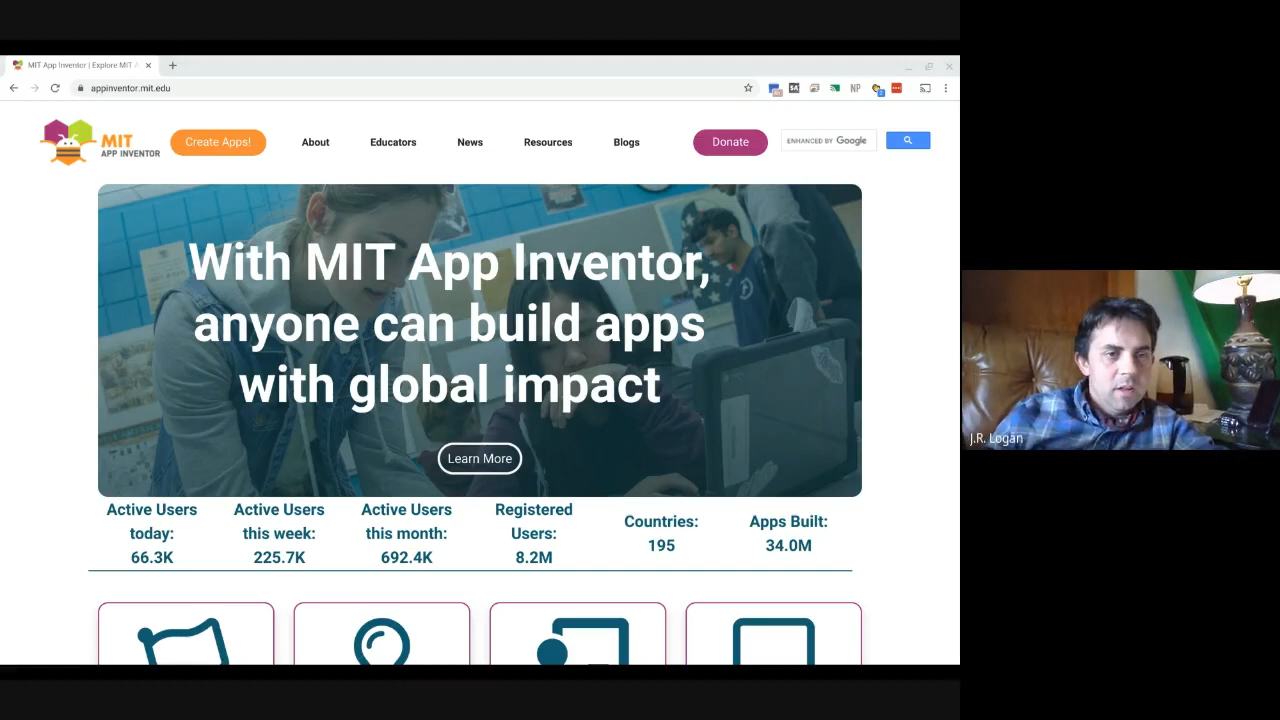 MIT App Inventor | Explore MIT A
appinventor.mit.edu
SA
NP
MIT
APP INVENTOR
Create Apps!
About
Educators
News
Resources
Blogs
Donate
ENHANCED BY Google
With MIT App Inventor,
anyone can build apps
with global impact
Learn More
Active Users
today:
66.3K
Active Users
this week:
225.7K
Active Users
this month:
692.4K
Registered
Users:
8.2M
Countries:
195
Apps Built:
34.0M
J.R. Logan